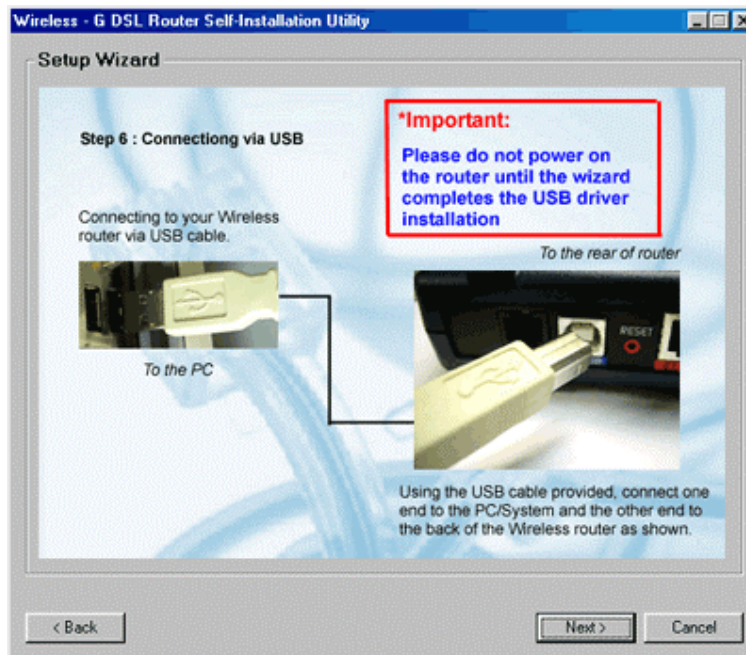 Wireless - G DSL Router Self-Installation Utility
Setup Wizard
Step 6 : Connectiong via USB
*Important:
Please do not power on
the router until the wizard
completes the USB driver
installation
Connecting to your Wireless
router via USB cable.
To the rear of router
RESET
To the PC
Using the USB cable provided, connect one
end to the PC/System and the other end to
the back of the Wireless router as shown.
< Back
Next >
Cancel